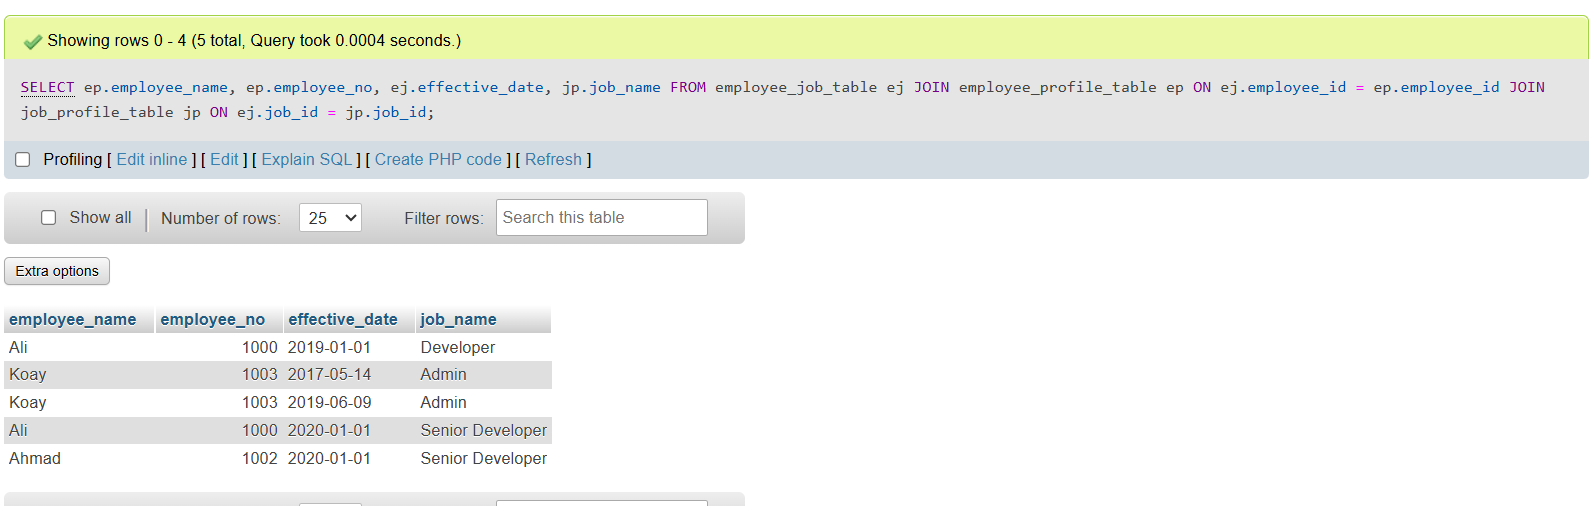 Showing rows 0 - 4 (5 total, Query took 0.0004 seconds.)
SELECT ep.employee_name, ep.employee_no, ej.effective_date, jp.job_name FROM employee_job_table ej JOIN employee_profile_table ep ON ej.employee_id = ep.employee_id JOIN
job_profile_table jp ON ej.job_id = jp.job_id;
Profiling [ Edit inline ] [ Edit ] [ Explain SQL ] [ Create PHP code ] [ Refresh ]
Show all | Number of rows: 25 Filter rows: Search this table
Extra options
employee_name employee_no effective_date job_name
Ali 1000 2019-01-01 Developer
Koay 1003 2017-05-14 Admin
Koay 1003 2019-06-09 Admin
Ali 1000 2020-01-01 Senior Developer
Ahmad 1002 2020-01-01 Senior Developer